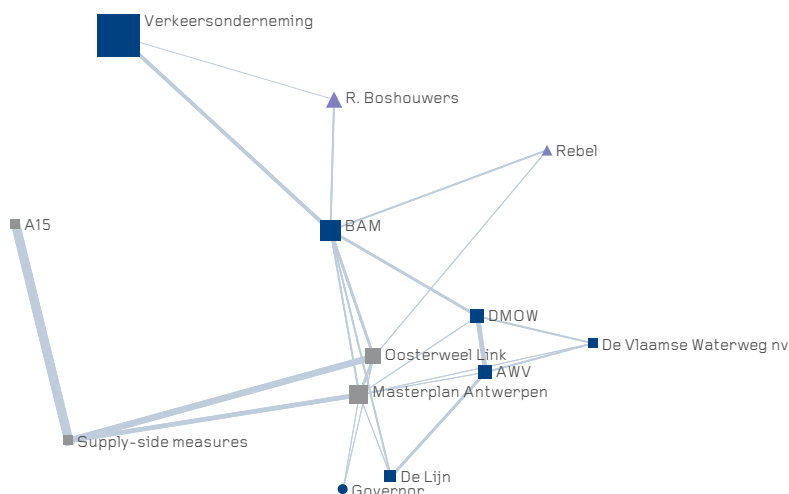 Verkeersonderneming
R. Boshouwers
Rebel
A15
BAM
DMOW
De Vlaamse Waterweg nv
Oosterweel Link
AWV
Masterplan Antwerpen
Supply-side measures
De Lijn
Governor